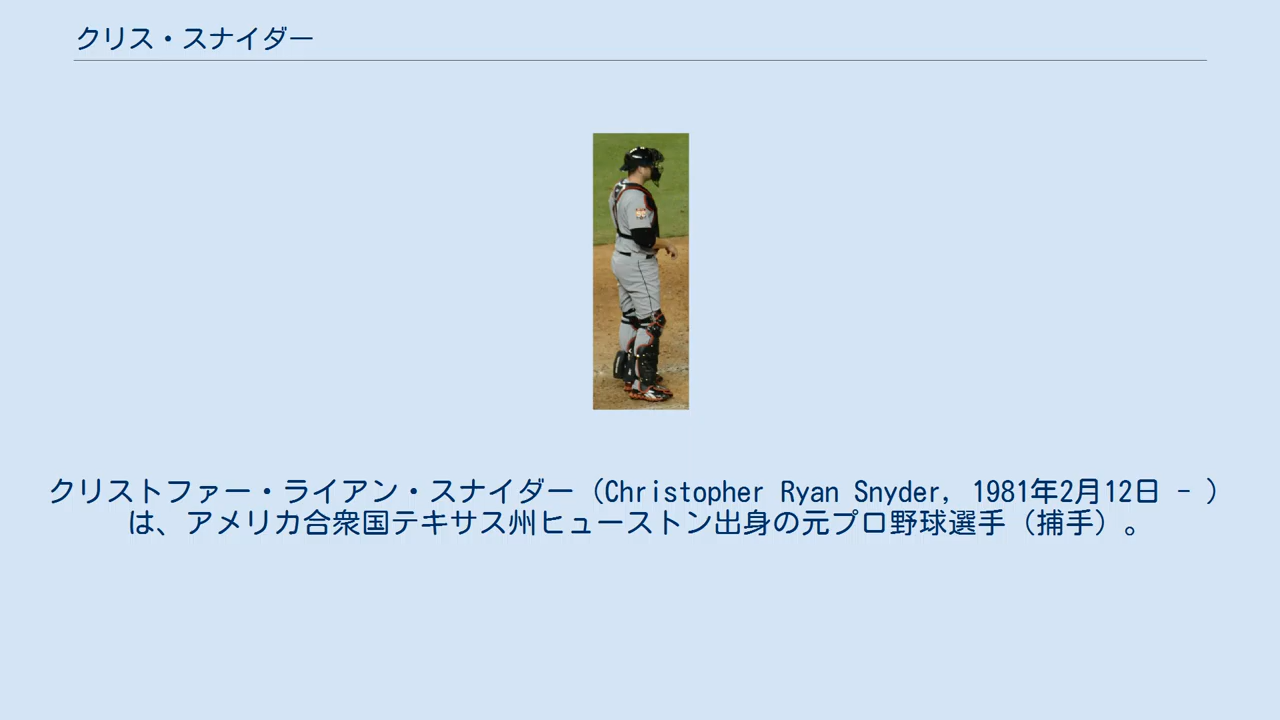 クリス・スナイダー
クリストファー・ライアン・スナイダー（Christopher Ryan Snyder, 1981年2月12日 - ）
は、アメリカ合衆国テキサス州ヒューストン出身の元プロ野球選手（捕手）。